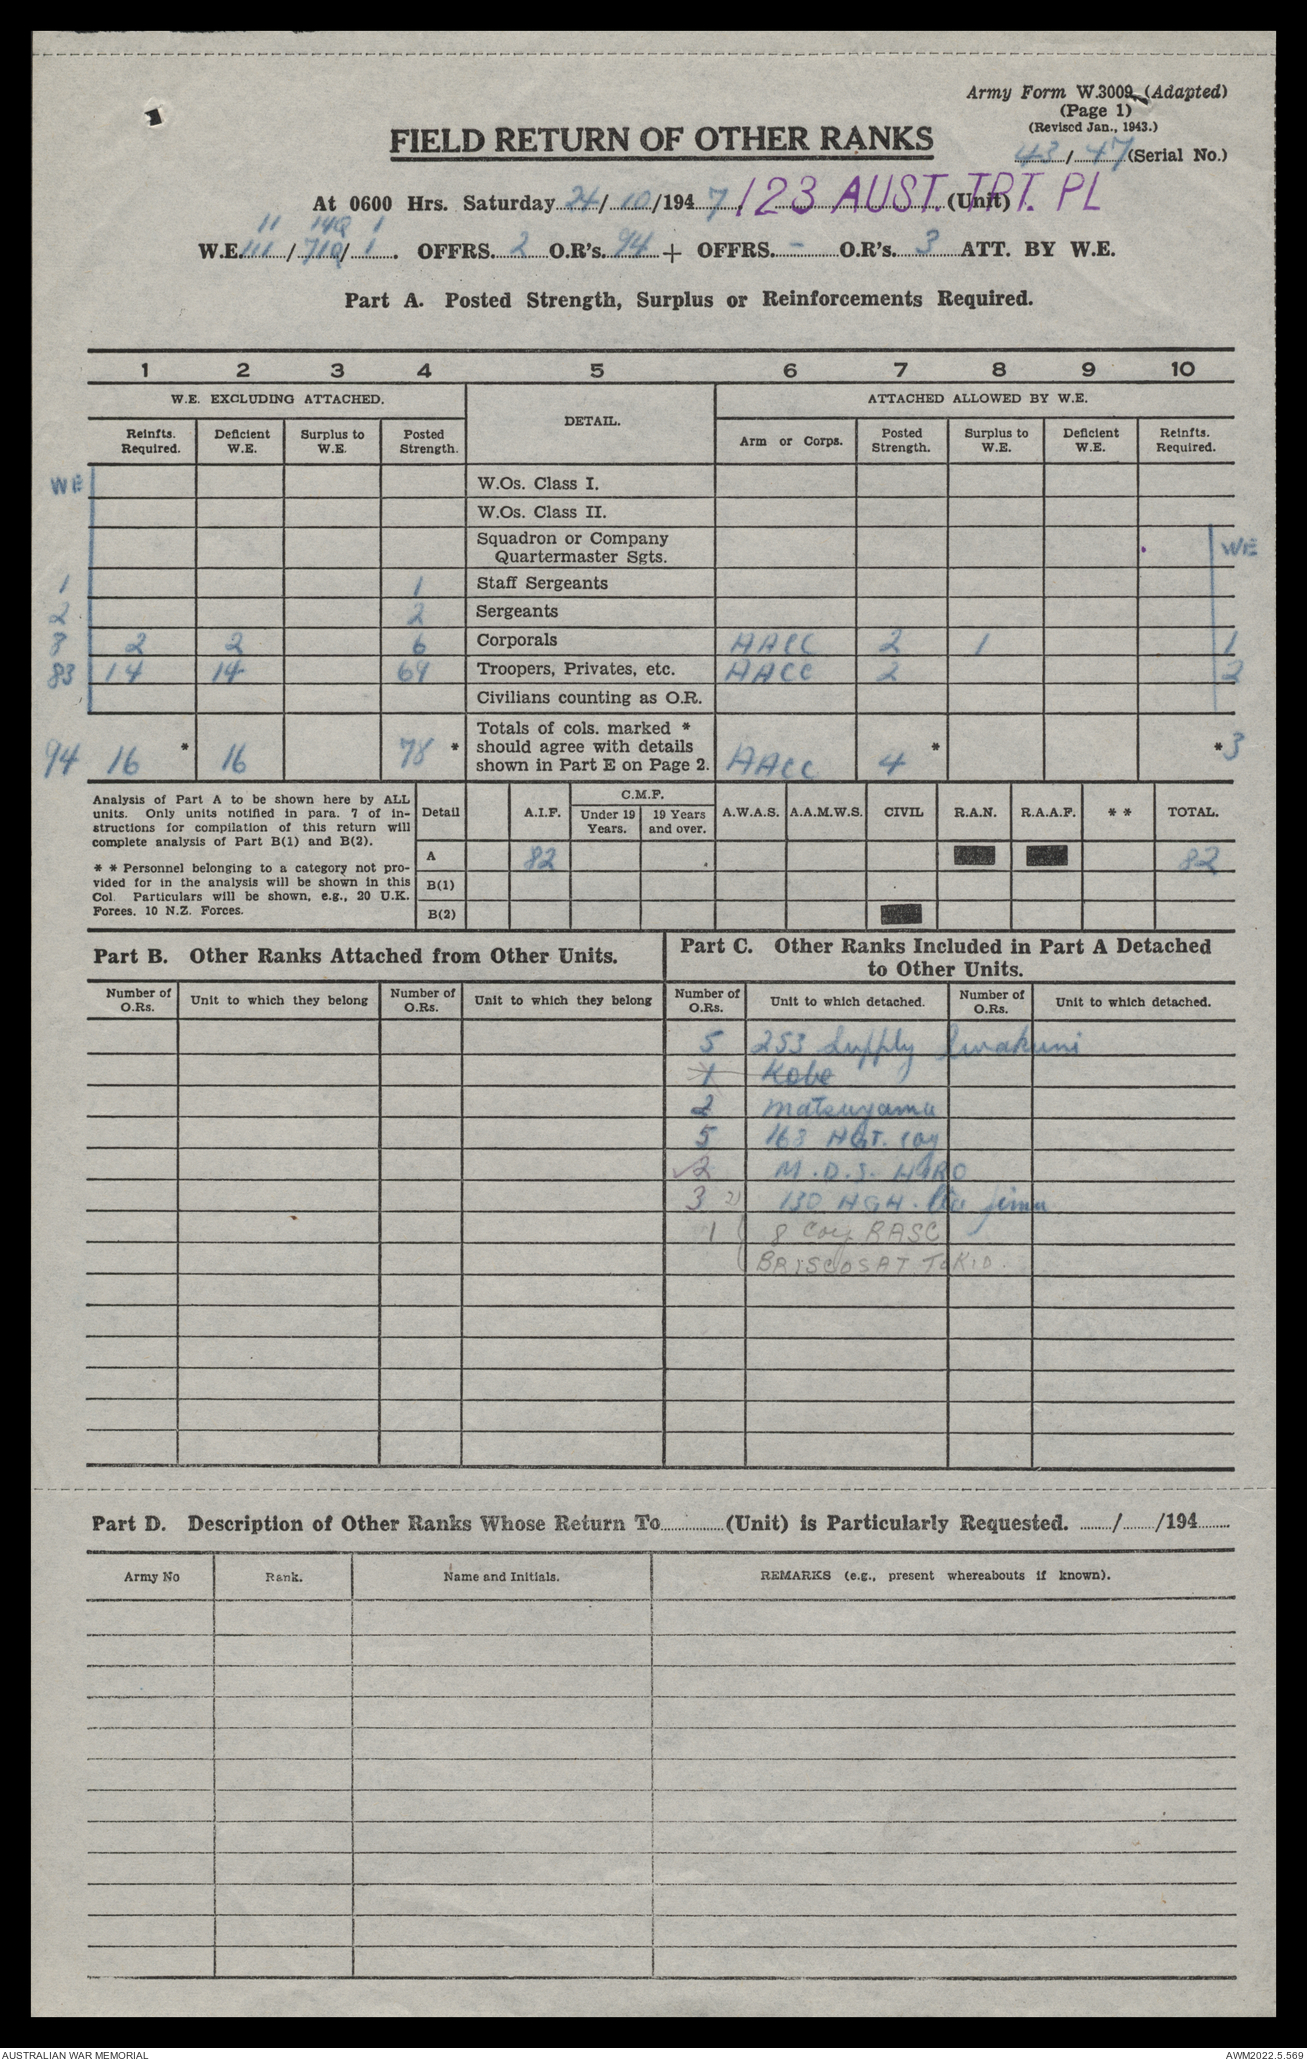 Army Form W.3009 (Adapted)
(Page 1)
(Revised Jan., 1943.)
43/47 (Serial No.)
FIELD RETURN OF OTHER RANKS
At 0600 Hrs. Saturday 24/10/1947 123 AUST. TRT. PL (Unit)
11 14Q 1
W.E. 111/71Q/1. OFFRS. 2 O.R's. 94 + OFFRS. - O.R's. 3 ATT. BY W.E.
Part A. Posted Strength, Surplus or Reinforcements Required.
1 2 3 4 5 6 7 8 9 10
W.E. EXCLUDING ATTACHED. DETAIL. ATTACHED ALLOWED BY W.E.
Reinfts. Required. Deficient W.E. Surplus to W.E. Posted Strength. Arm or Corps. Posted Strength. Surplus to W.E. Deficient W.E. Reinfts. Required.
WE W.Os. Class I.
W.Os. Class II.
Squadron or Company Quartermaster Sgts. WE
1 1 Staff Sergeants
2 2 Sergeants
8 2 2 6 Corporals AACC 2 1 1
83 14 14 69 Troopers, Privates, etc. AACC 2 2
Civilians counting as O.R.
94 16 * 16 78 * Totals of cols. marked * should agree with details shown in Part E on Page 2. AACC 4 * * 3
Analysis of Part A to be shown here by ALL
units. Only units notified in para. 7 of in-
structions for compilation of this return will
complete analysis of Part B(1) and B(2).
* * Personnel belonging to a category not pro-
vided for in the analysis will be shown in this
Col. Particulars will be shown, e.g., 20 U.K.
Forces, 10 N.Z. Forces.
Detail A.I.F. C.M.F. Under 19 Years. 19 Years and over. A.W.A.S. A.A.M.W.S. CIVIL R.A.N. R.A.A.F. * * TOTAL.
A 82 82
B(1)
B(2)
Part B. Other Ranks Attached from Other Units.
Part C. Other Ranks Included in Part A Detached
to Other Units.
Number of O.Rs. Unit to which they belong Number of O.Rs. Unit to which they belong Number of O.Rs. Unit to which detached. Number of O.Rs. Unit to which detached.
5 253 Supply Iwakuni
1 Kobe
2 Matsuyama
5 168 AGT. Coy
2 M.D.S. HIRO
3 2) 130 AGH. Eta Jima
1 8 Coy RASC
BRISCOSAT TOKIO.
Part D. Description of Other Ranks Whose Return To (Unit) is Particularly Requested. / /194
Army No Rank. Name and Initials. REMARKS (e.g., present whereabouts if known).
AUSTRALIAN WAR MEMORIAL AWM2022.5.569